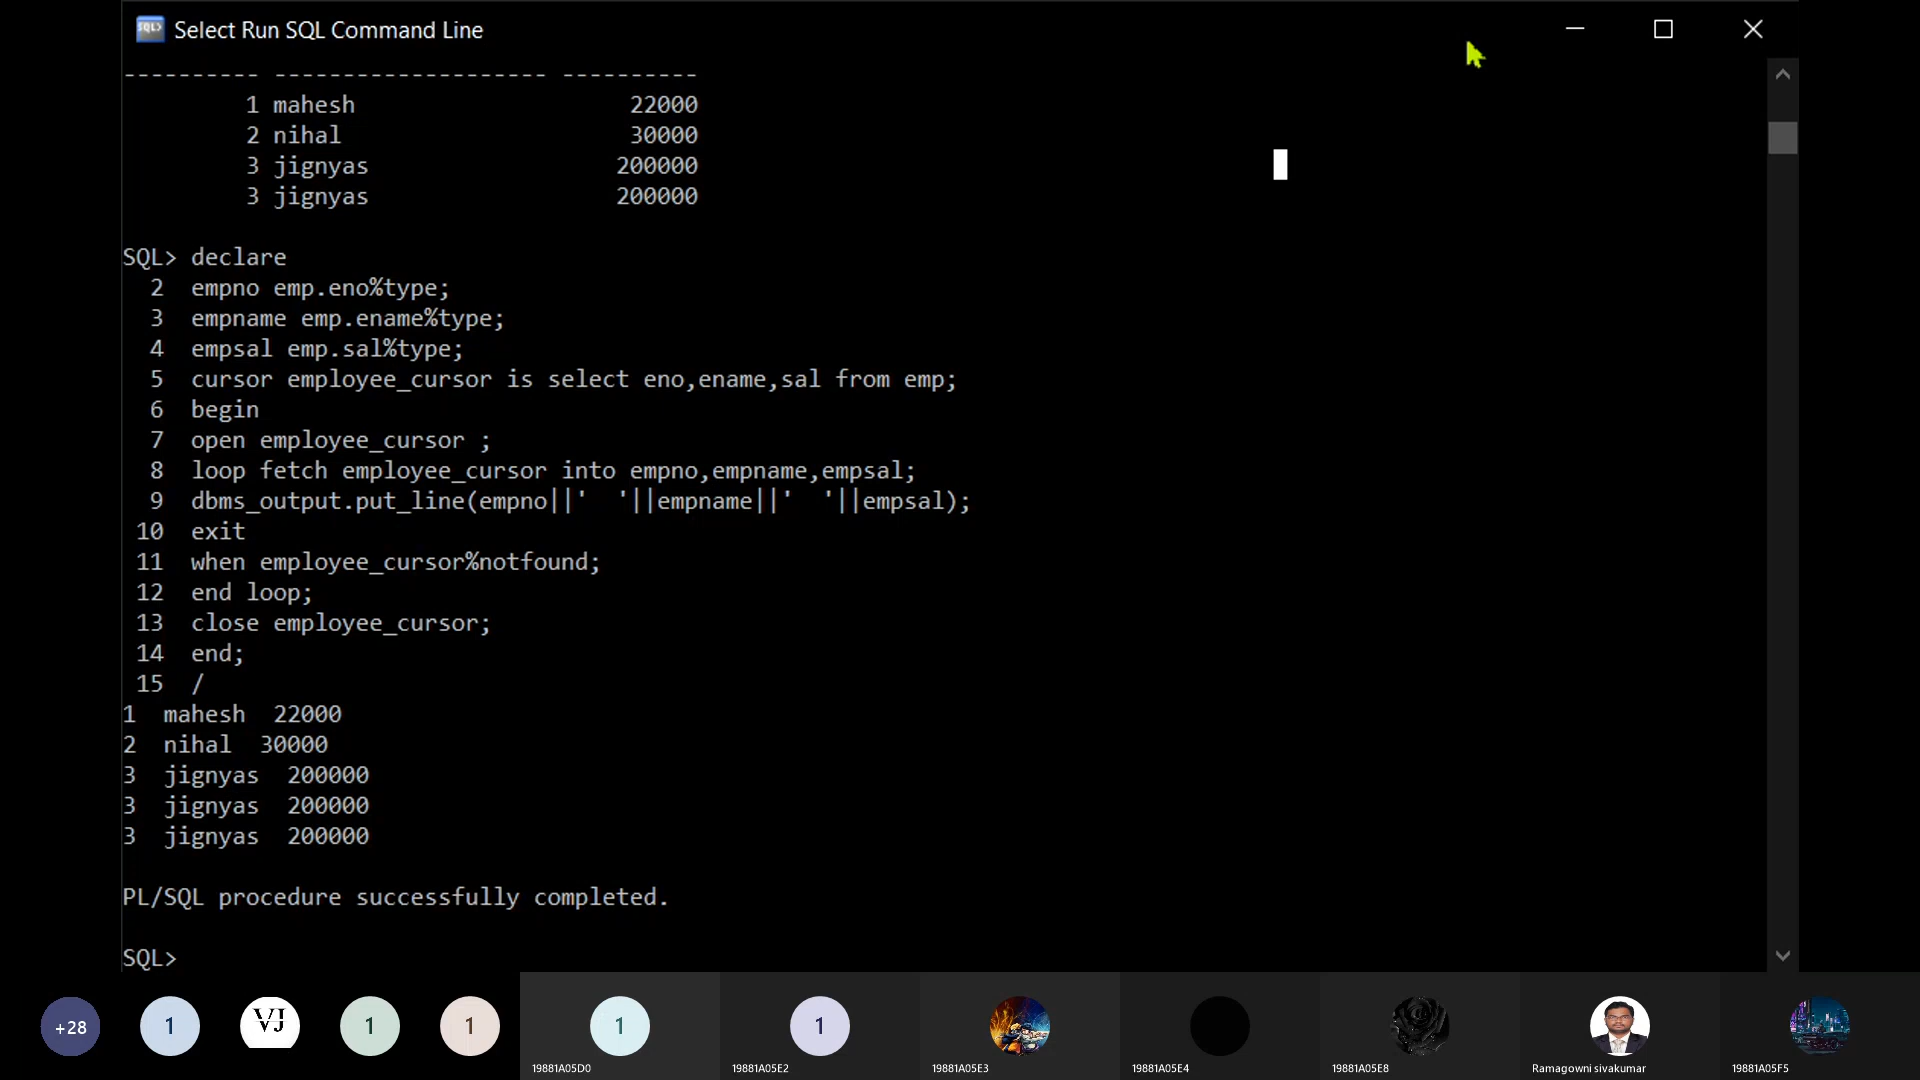 Select Run SQL Command Line
---------- -------------------- ----------
         1 mahesh                    22000
         2 nihal                     30000
         3 jignyas                  200000
         3 jignyas                  200000
SQL> declare
  2  empno emp.eno%type;
  3  empname emp.ename%type;
  4  empsal emp.sal%type;
  5  cursor employee_cursor is select eno,ename,sal from emp;
  6  begin
  7  open employee_cursor ;
  8  loop fetch employee_cursor into empno,empname,empsal;
  9  dbms_output.put_line(empno||'  '||empname||'  '||empsal);
 10  exit
 11  when employee_cursor%notfound;
 12  end loop;
 13  close employee_cursor;
 14  end;
 15  /
1  mahesh  22000
2  nihal  30000
3  jignyas  200000
3  jignyas  200000
3  jignyas  200000
PL/SQL procedure successfully completed.
SQL>
+28 1 VJ 1 1 1 1
19881A05D0 19881A05E2 19881A05E3 19881A05E4 19881A05E8 Ramagowni sivakumar 19881A05F5